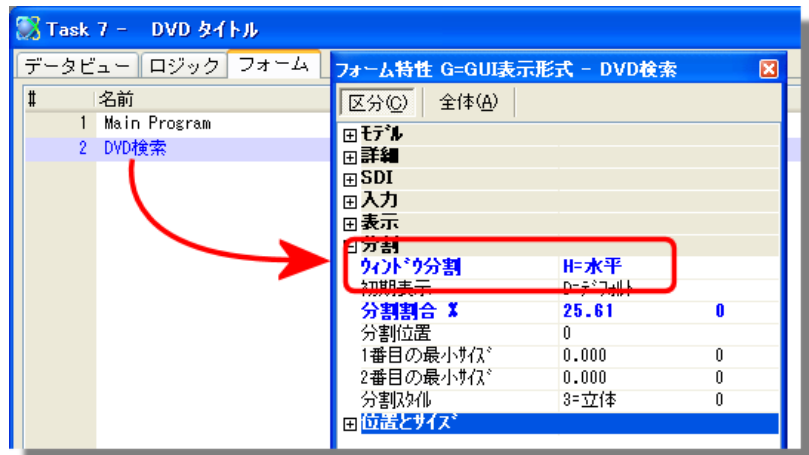 Task 7 - DVD タイトル
データビュー ロジック フォーム
# 名前
1 Main Program
2 DVD検索
フォーム特性 G=GUI表示形式 - DVD検索
区分(C) 全体(A)
ﾓﾃﾞﾙ
詳細
SDI
入力
表示
分割
ｳｨﾝﾄﾞｳ分割 H=水平
初期表示 D=ﾃﾞﾌｫﾙﾄ
分割割合 % 25.61 0
分割位置 0
1番目の最小ｻｲｽﾞ 0.000 0
2番目の最小ｻｲｽﾞ 0.000 0
分割ｽﾀｲﾙ 3=立体 0
位置とｻｲｽﾞ